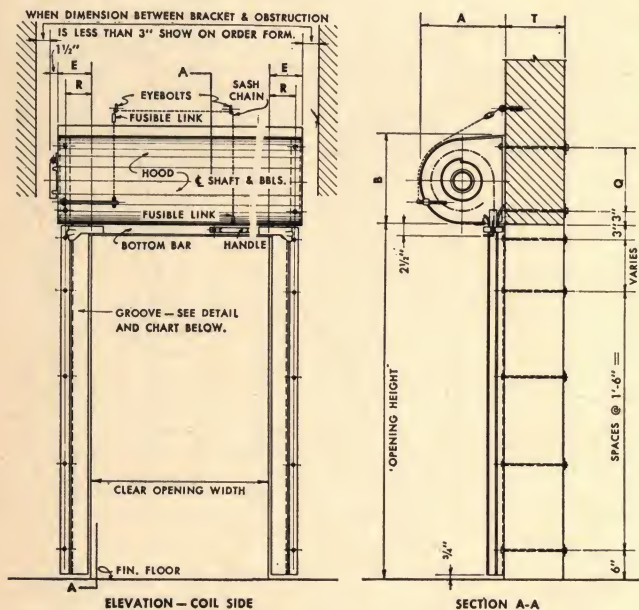 WHEN DIMENSION BETWEEN BRACKET & OBSTRUCTION
IS LESS THAN 3" SHOW ON ORDER FORM.
1½"
E
A
E
R
EYEBOLTS
SASH
CHAIN
R
FUSIBLE LINK
HOOD
℄ SHAFT & BBLS.
FUSIBLE LINK
BOTTOM BAR
HANDLE
GROOVE — SEE DETAIL
AND CHART BELOW.
CLEAR OPENING WIDTH
FIN. FLOOR
A
ELEVATION — COIL SIDE
A
T
B
Q
3" 3"
2½"
VARIES
'OPENING HEIGHT'
SPACES @ 1'-6" =
¾"
6"
SECTION A-A